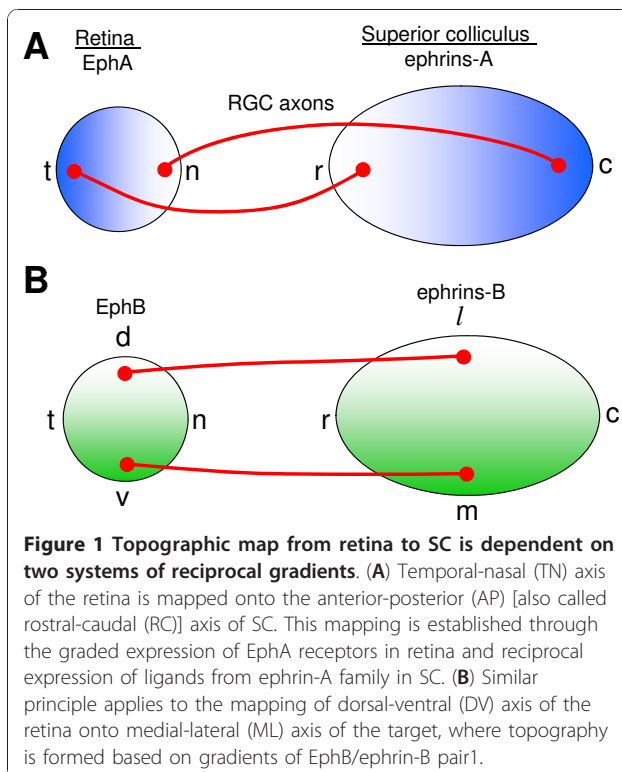 A
Retina
EphA
Superior colliculus
ephrins-A
RGC axons
t
n
r
c
B
EphB
d
ephrins-B
l
t
n
r
c
v
m
Figure 1 Topographic map from retina to SC is dependent on
two systems of reciprocal gradients. (A) Temporal-nasal (TN) axis
of the retina is mapped onto the anterior-posterior (AP) [also called
rostral-caudal (RC)] axis of SC. This mapping is established through
the graded expression of EphA receptors in retina and reciprocal
expression of ligands from ephrin-A family in SC. (B) Similar
principle applies to the mapping of dorsal-ventral (DV) axis of the
retina onto medial-lateral (ML) axis of the target, where topography
is formed based on gradients of EphB/ephrin-B pair1.